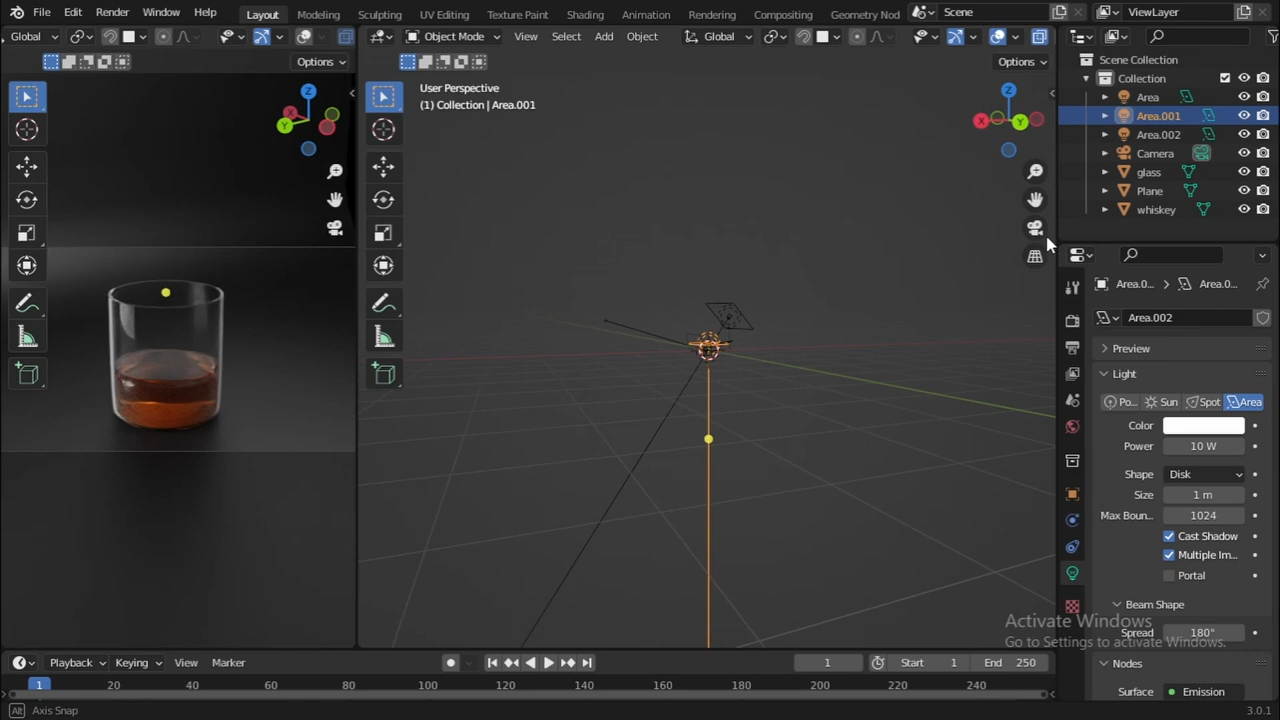 File Edit Render Window Help Layout Modeling Sculpting UV Editing Texture Paint Shading Animation Rendering Compositing Geometry Nod Scene ViewLayer
Global Object Mode View Select Add Object Global
Options Options
User Perspective
(1) Collection | Area.001
Scene Collection
Collection
Area
Area.001
Area.002
Camera
glass
Plane
whiskey
Area.0... > Area.0...
Area.002
Preview
Light
Po... Sun Spot Area
Color
Power 10 W
Shape Disk
Size 1 m
Max Boun... 1024
Cast Shadow
Multiple Im...
Portal
Beam Shape
Spread 180°
Activate Windows
Go to Settings to activate Windows.
Nodes
Surface Emission
X Y Z
X Y Z
Playback Keying View Marker 1 Start 1 End 250
1 20 40 60 80 100 120 140 160 180 200 220 240
Alt Axis Snap 3.0.1